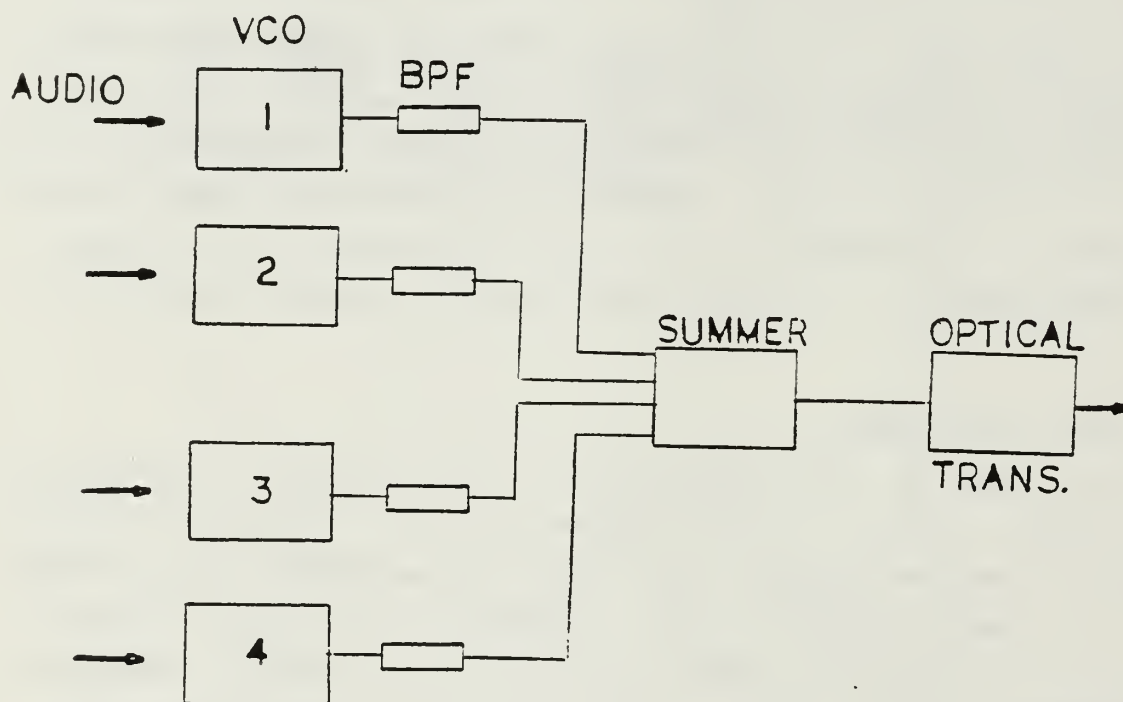 VCO
AUDIO
BPF
1
2
SUMMER
OPTICAL
3
TRANS.
4